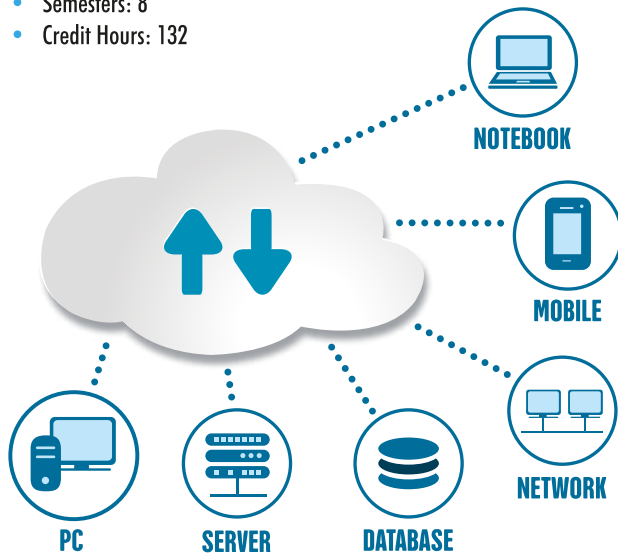 Semesters: 8
Credit Hours: 132
NOTEBOOK
MOBILE
NETWORK
PC
SERVER
DATABASE